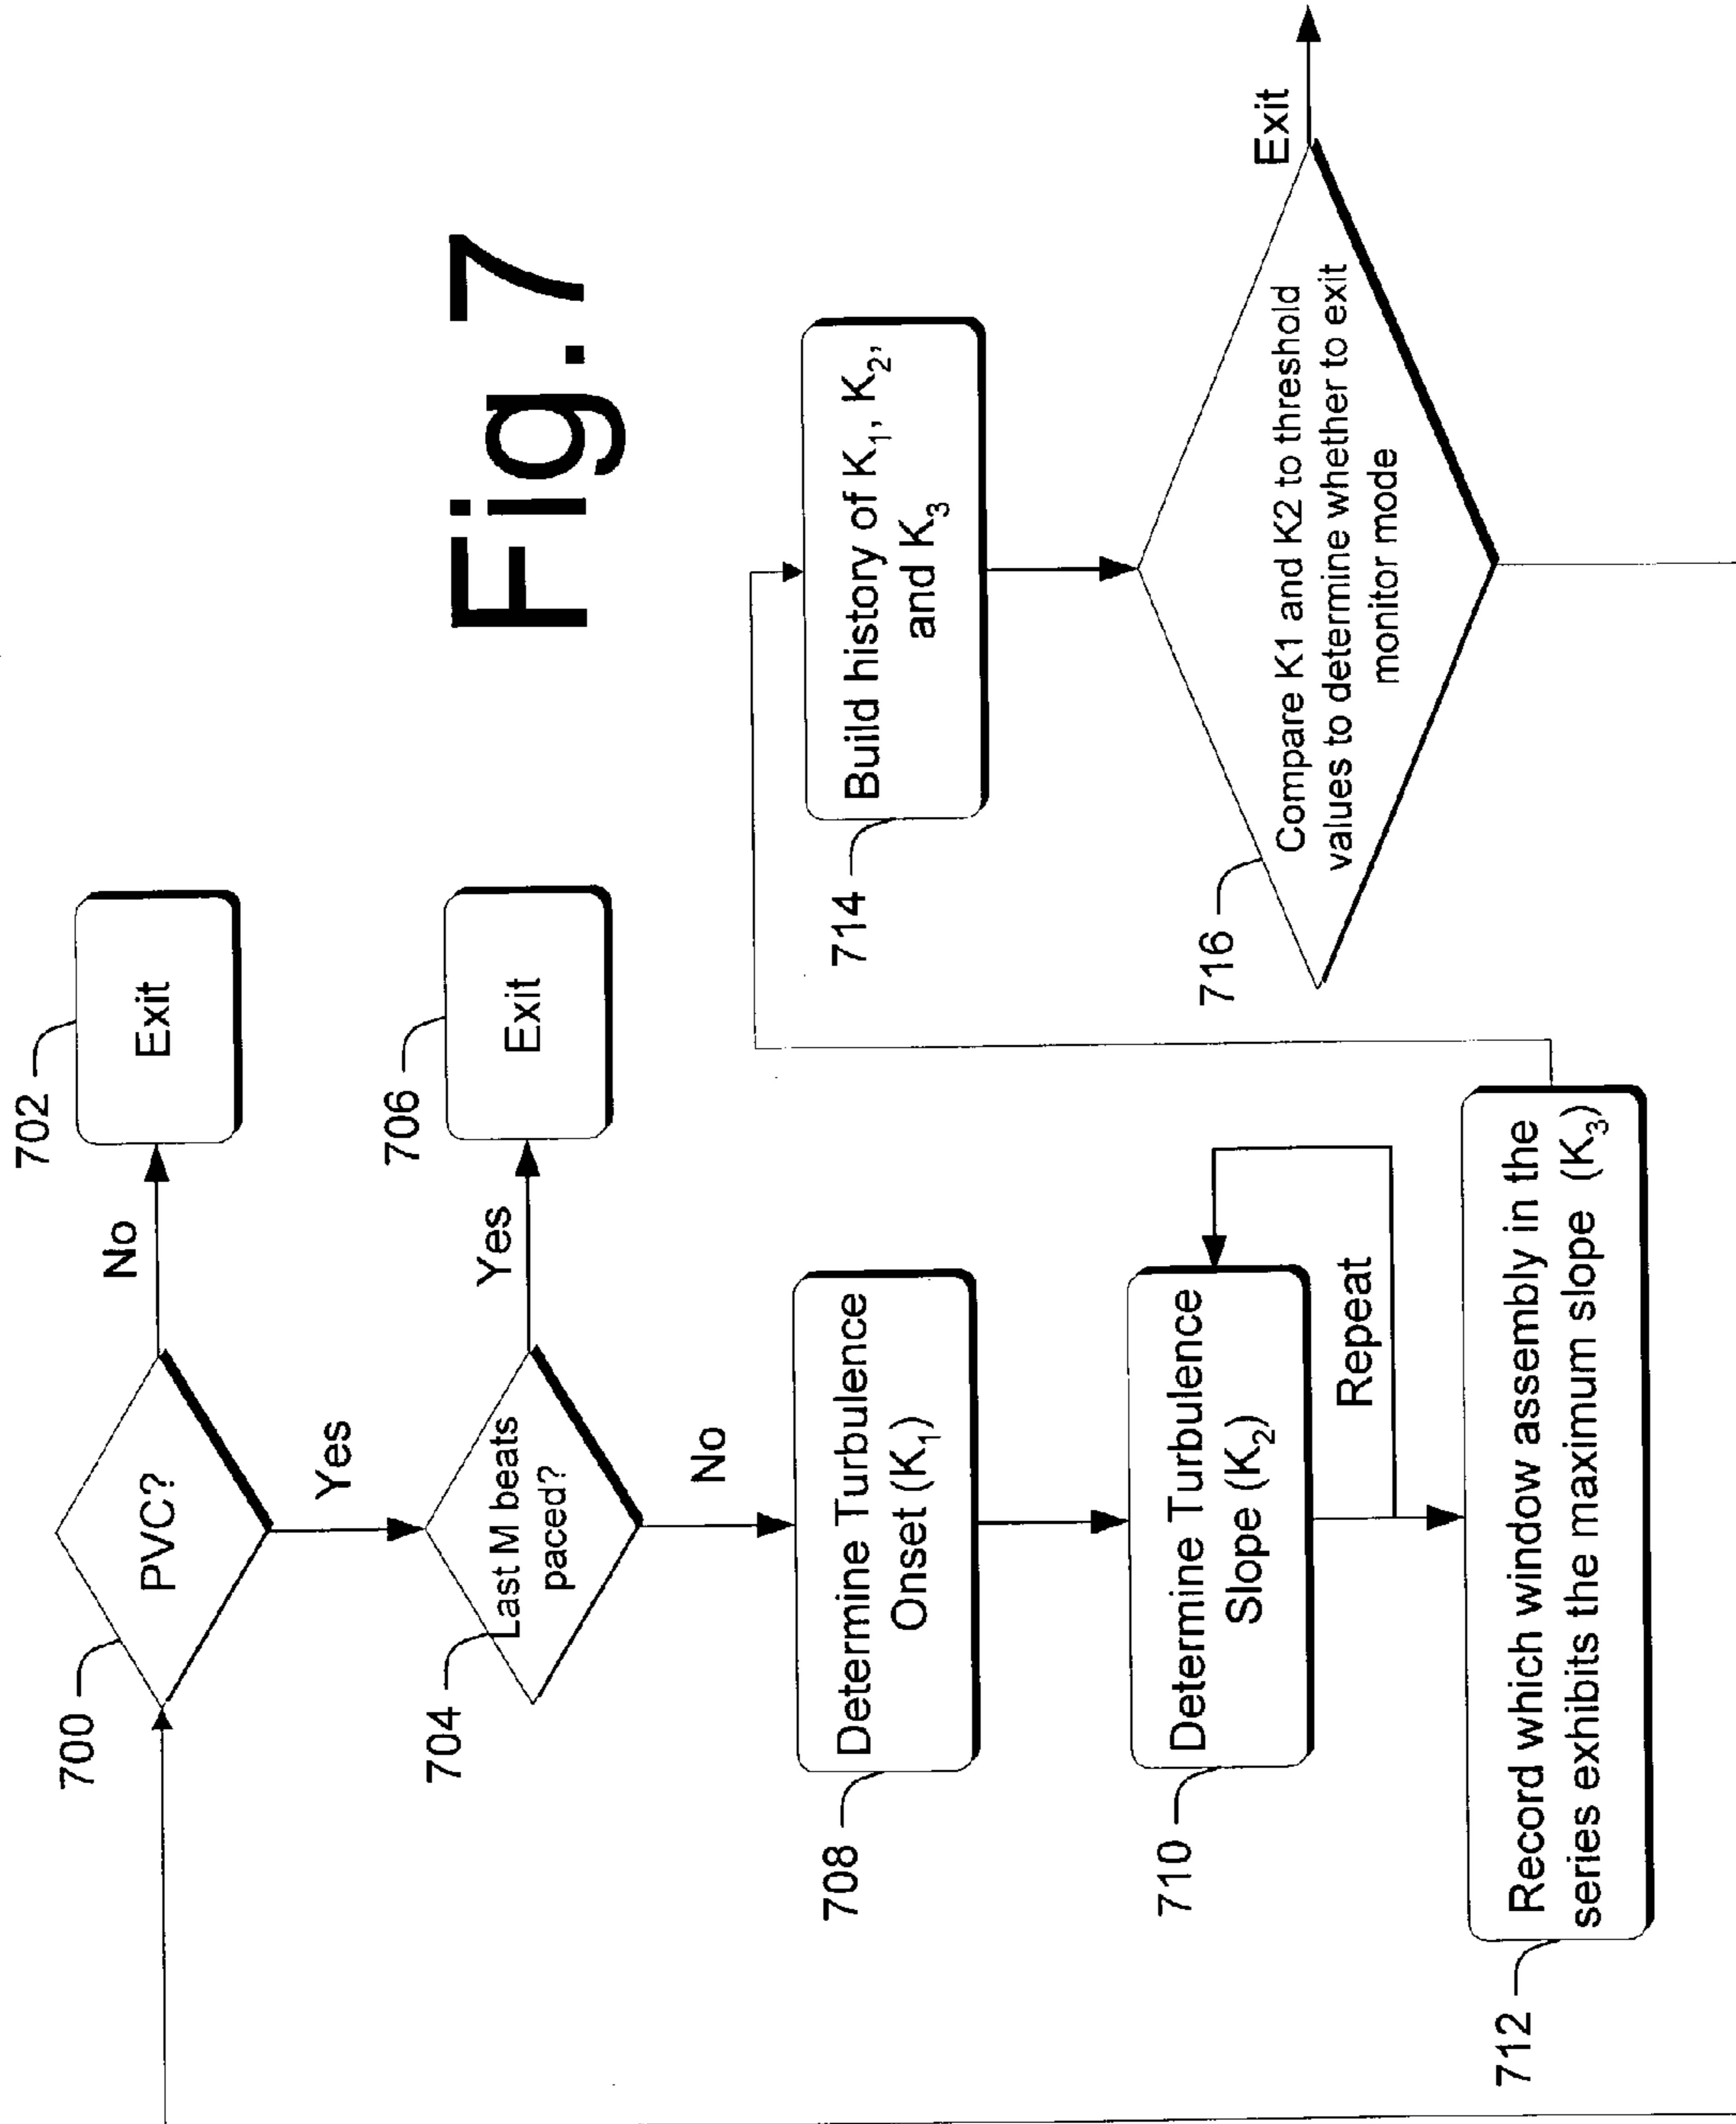 Fig.7
700
PVC?
No
702
Exit
Yes
704
Last M beats
paced?
Yes
706
Exit
No
708
Determine Turbulence
Onset (K₁)
710
Determine Turbulence
Slope (K₂)
Repeat
712
Record which window assembly in the
series exhibits the maximum slope (K₃)
714
Build history of K₁, K₂,
and K₃
716
Compare K1 and K2 to threshold
values to determine whether to exit
monitor mode
Exit